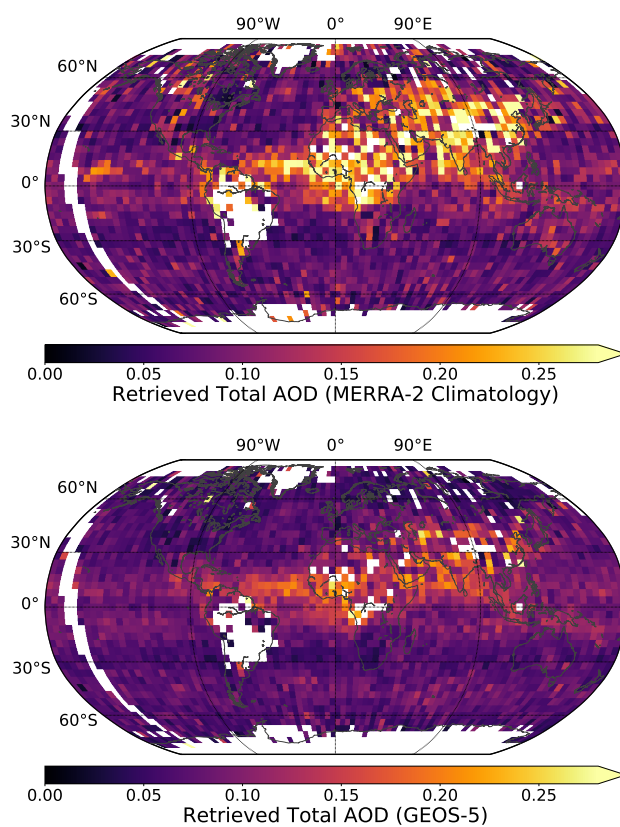 90°W 0° 90°E
60°N
30°N
0°
30°S
60°S
0.00 0.05 0.10 0.15 0.20 0.25
Retrieved Total AOD (MERRA-2 Climatology)
90°W 0° 90°E
60°N
30°N
0°
30°S
60°S
0.00 0.05 0.10 0.15 0.20 0.25
Retrieved Total AOD (GEOS-5)